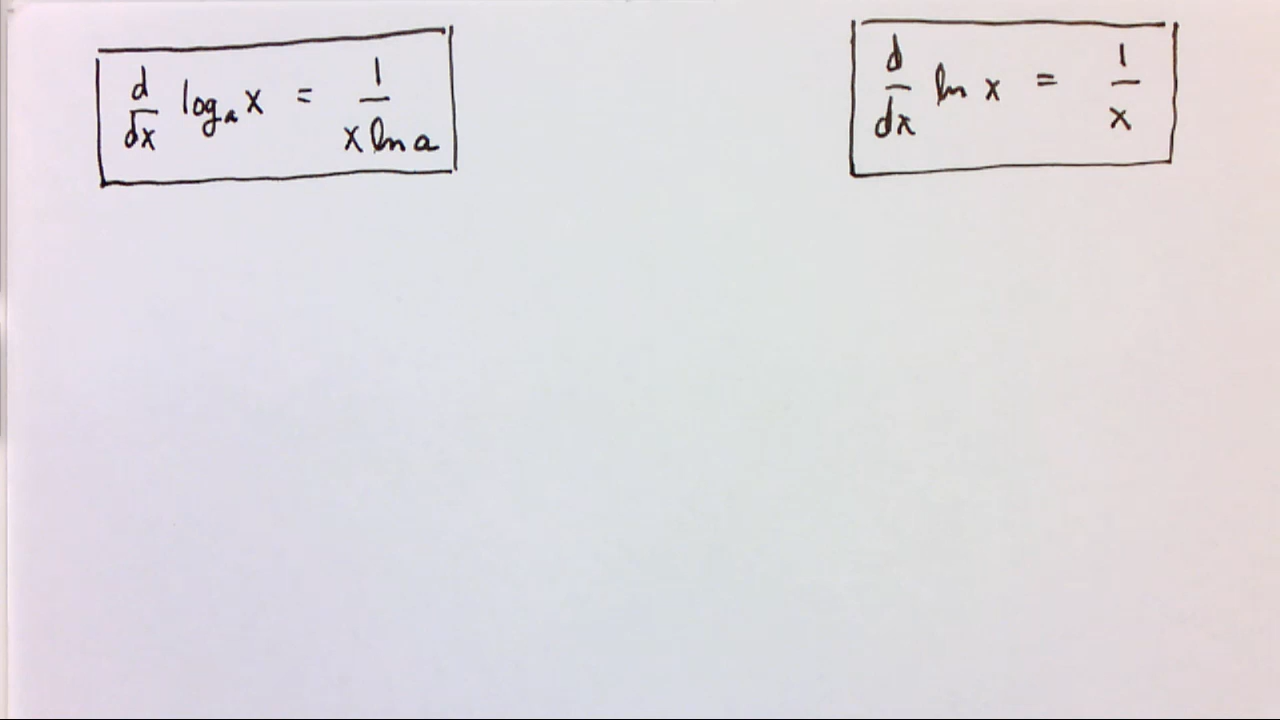 d/dx logₐ x = 1/(x ln a)
d/dx ln x = 1/x